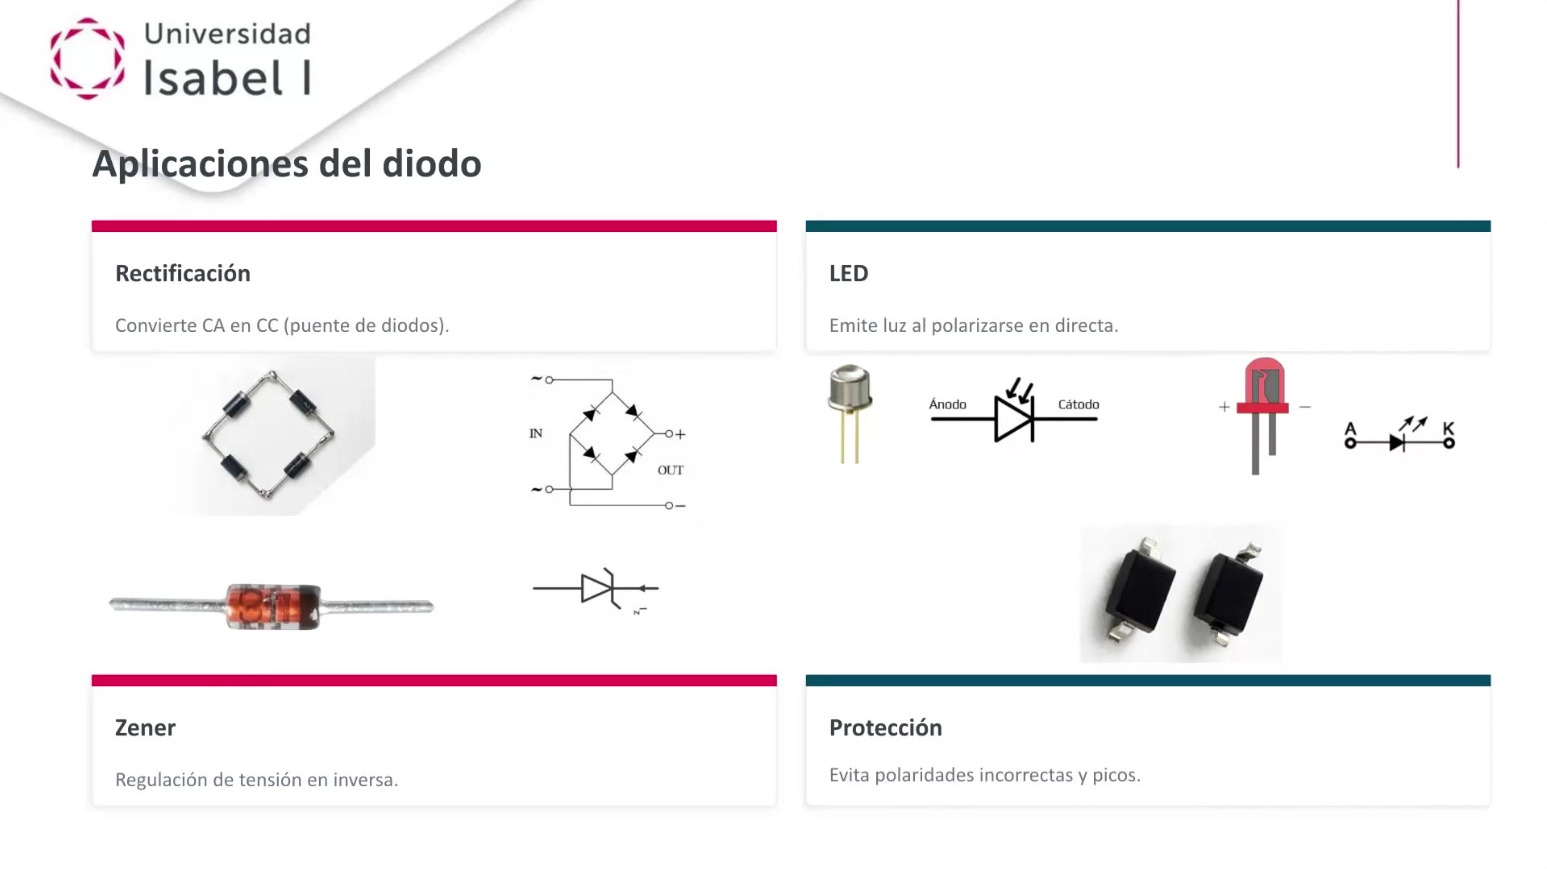 Universidad
Isabel I
Aplicaciones del diodo
Rectificación
Convierte CA en CC (puente de diodos).
LED
Emite luz al polarizarse en directa.
~
IN
+
OUT
~
−
Ánodo
Cátodo
+
−
A
K
Zener
Regulación de tensión en inversa.
Protección
Evita polaridades incorrectas y picos.